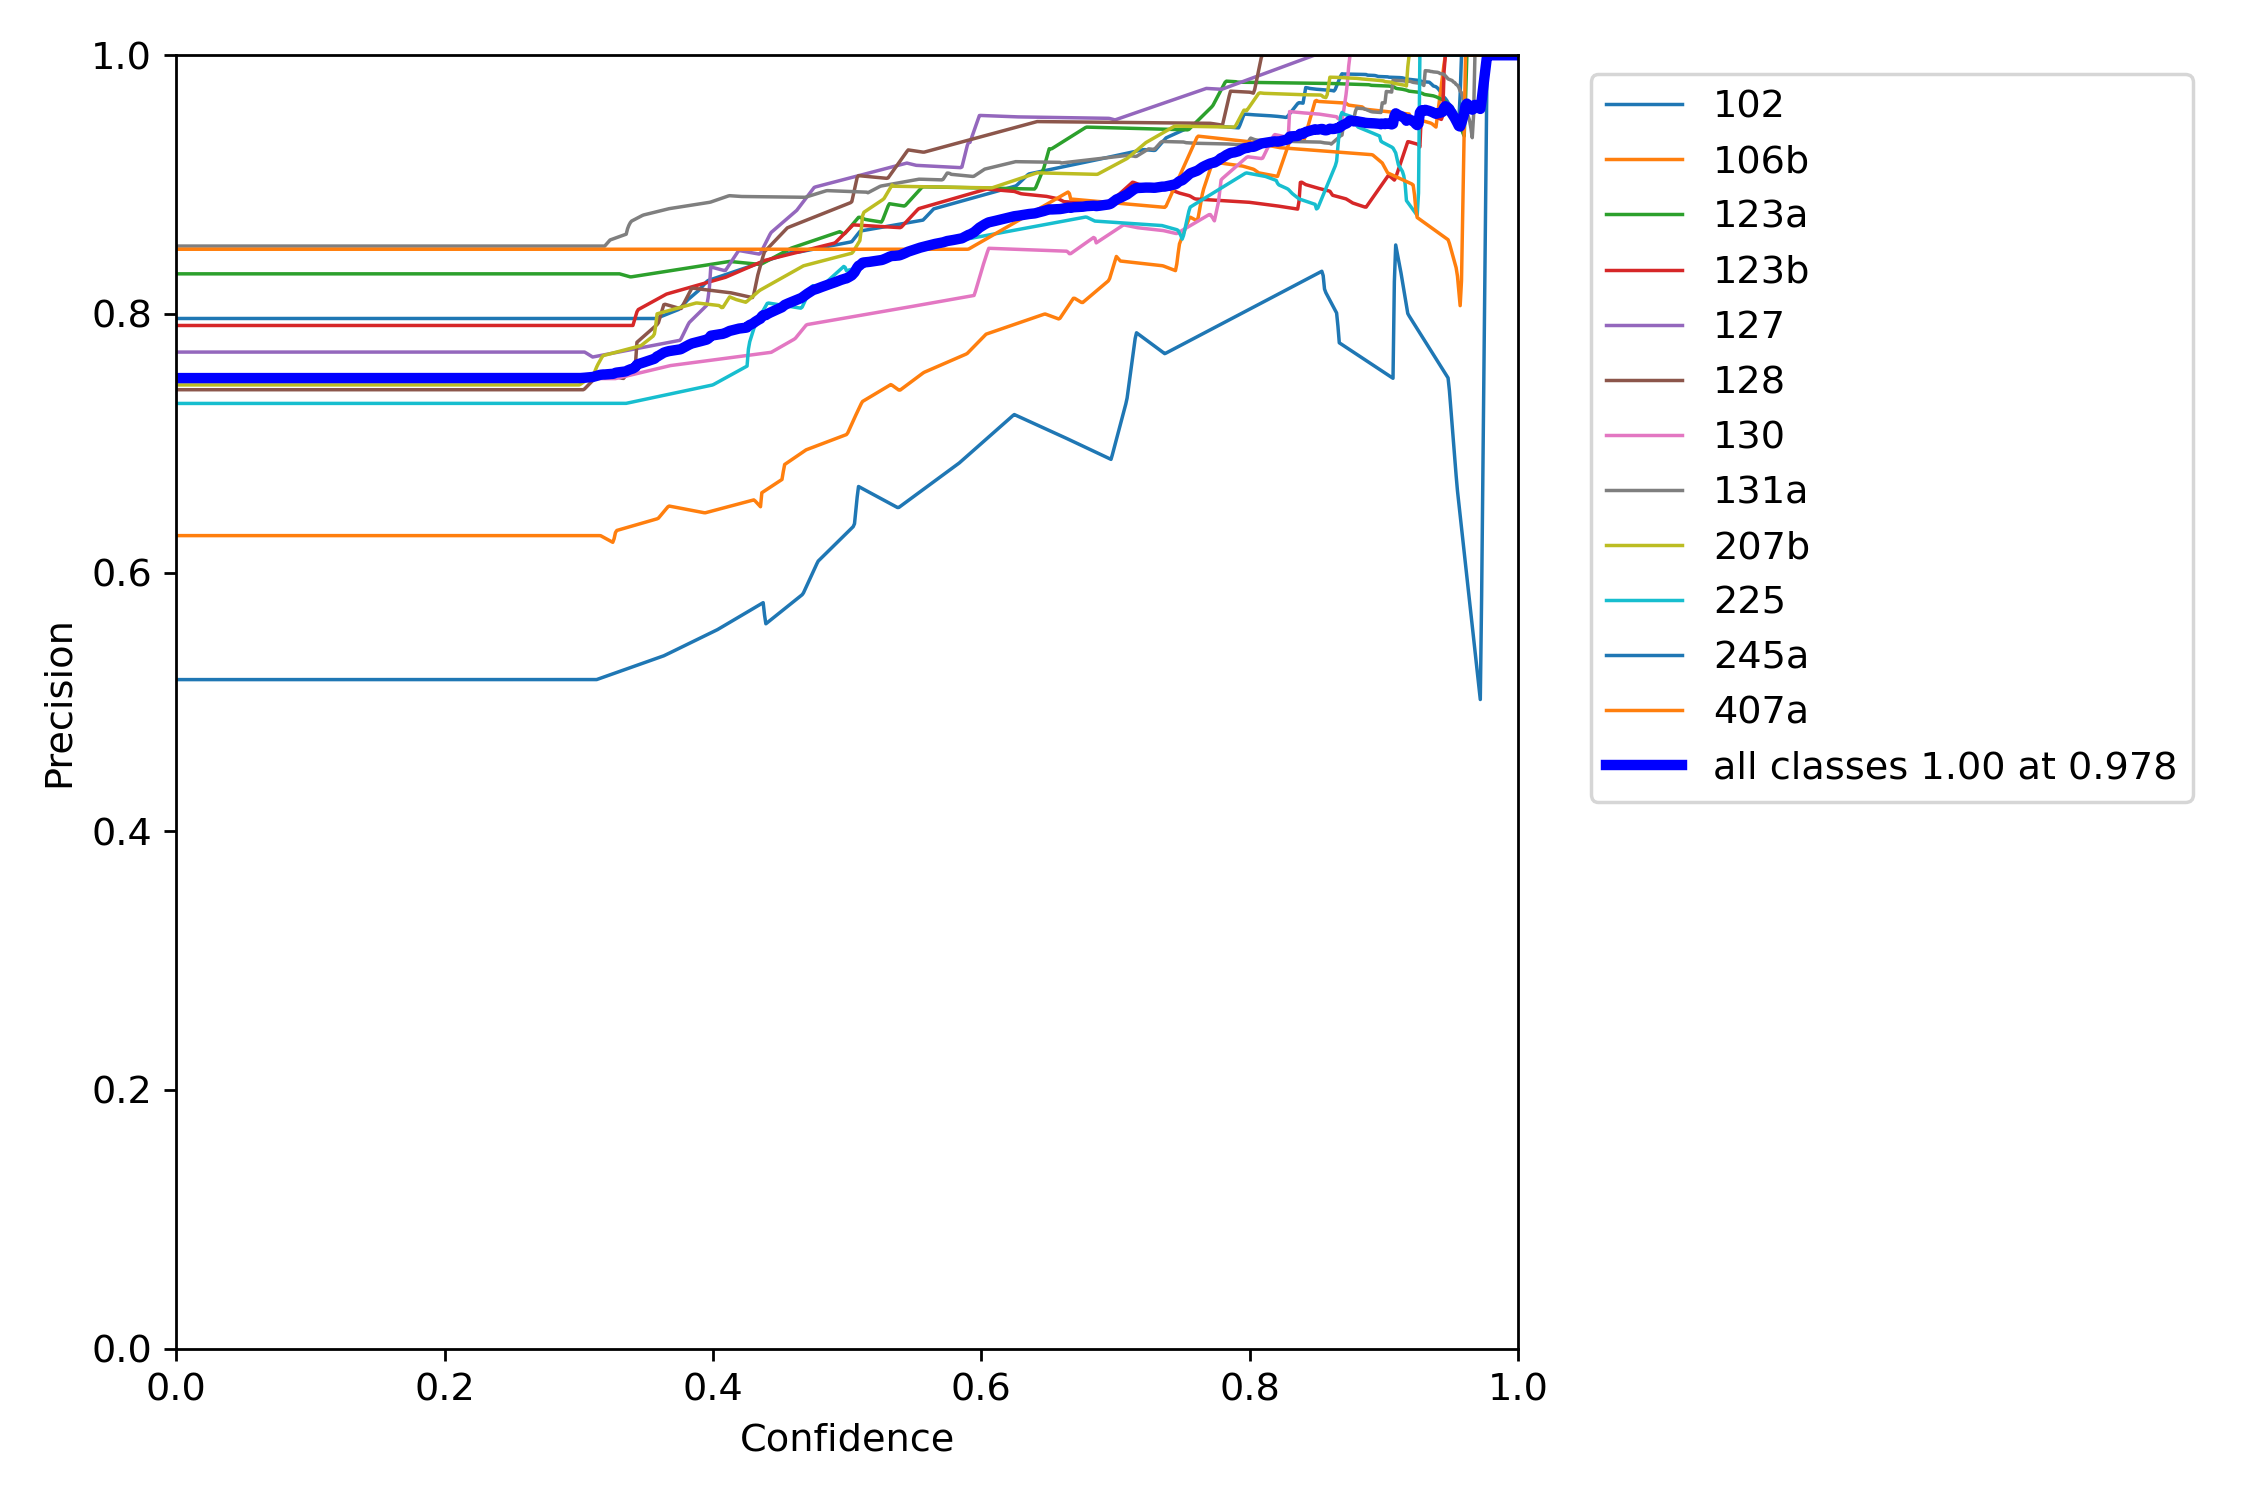 1.0
0.8
0.6
0.4
0.2
0.0
Precision
0.0 0.2 0.4 0.6 0.8 1.0
Confidence
102
106b
123a
123b
127
128
130
131a
207b
225
245a
407a
all classes 1.00 at 0.978